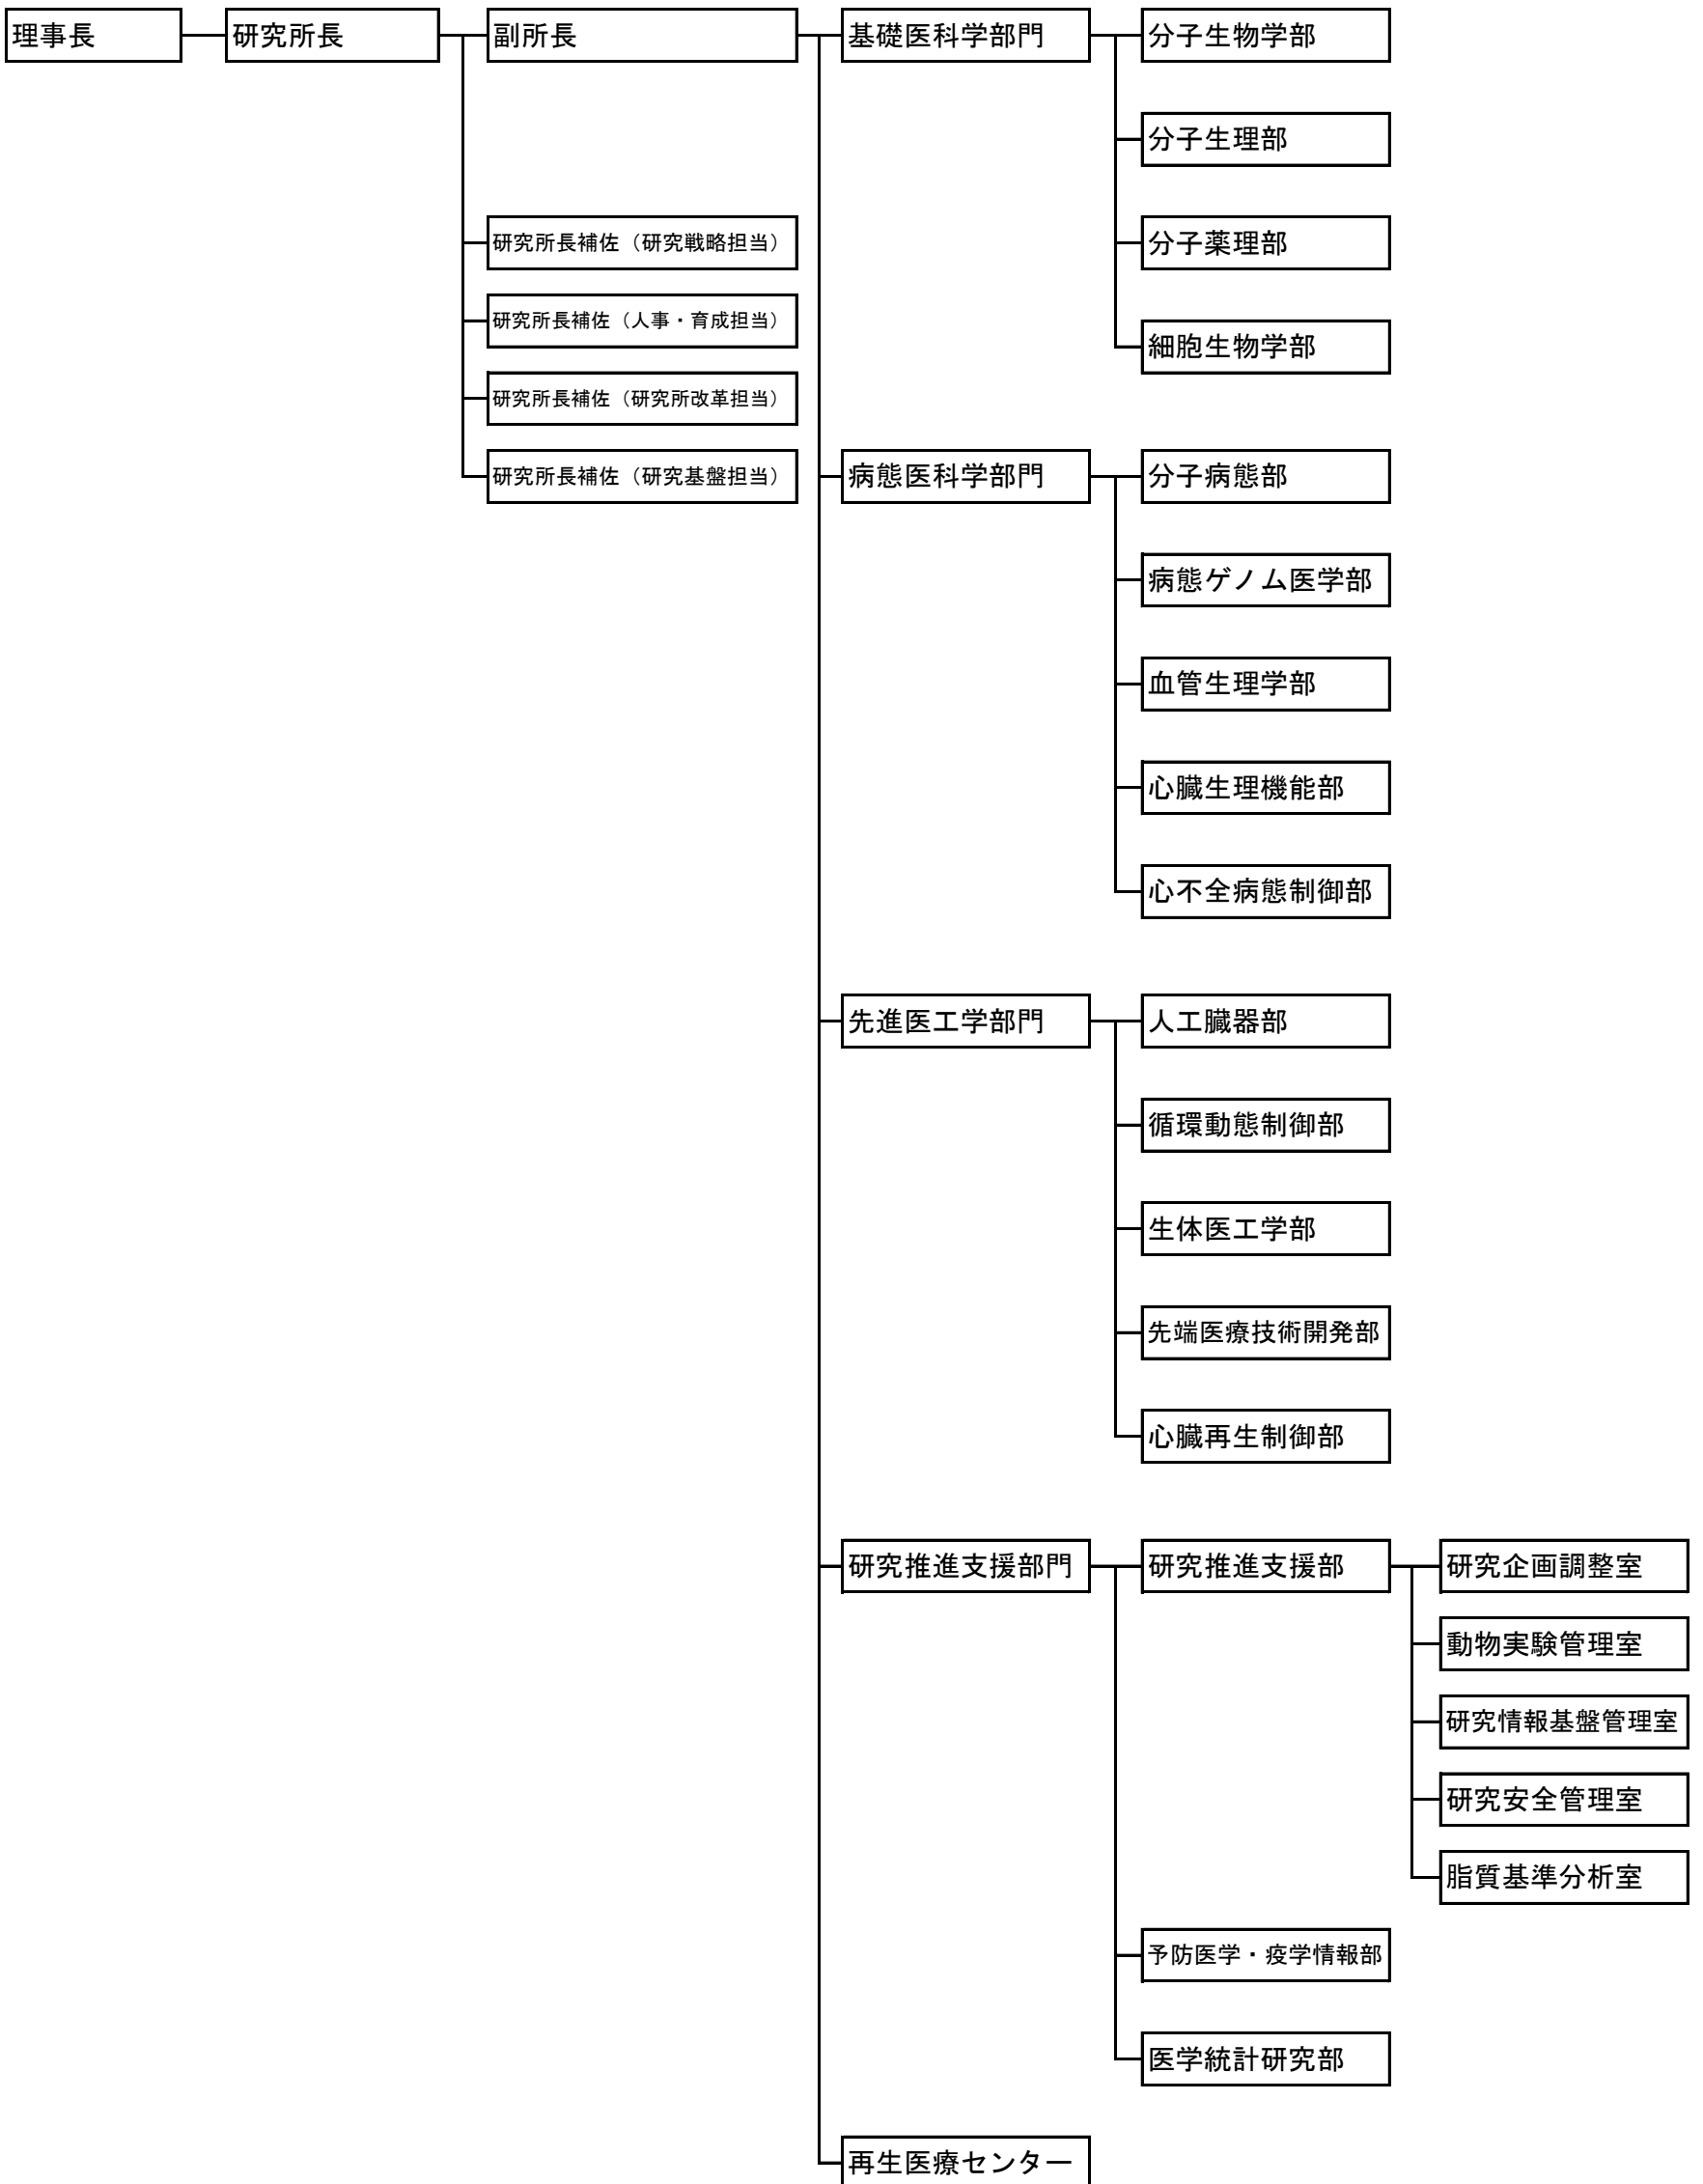 理事長
研究所長
副所長
基礎医科学部門
分子生物学部
分子生理部
研究所長補佐（研究戦略担当）
分子薬理部
研究所長補佐（人事・育成担当）
細胞生物学部
研究所長補佐（研究所改革担当）
研究所長補佐（研究基盤担当）
病態医科学部門
分子病態部
病態ゲノム医学部
血管生理学部
心臓生理機能部
心不全病態制御部
先進医工学部門
人工臓器部
循環動態制御部
生体医工学部
先端医療技術開発部
心臓再生制御部
研究推進支援部門
研究推進支援部
研究企画調整室
動物実験管理室
研究情報基盤管理室
研究安全管理室
脂質基準分析室
予防医学・疫学情報部
医学統計研究部
再生医療センター